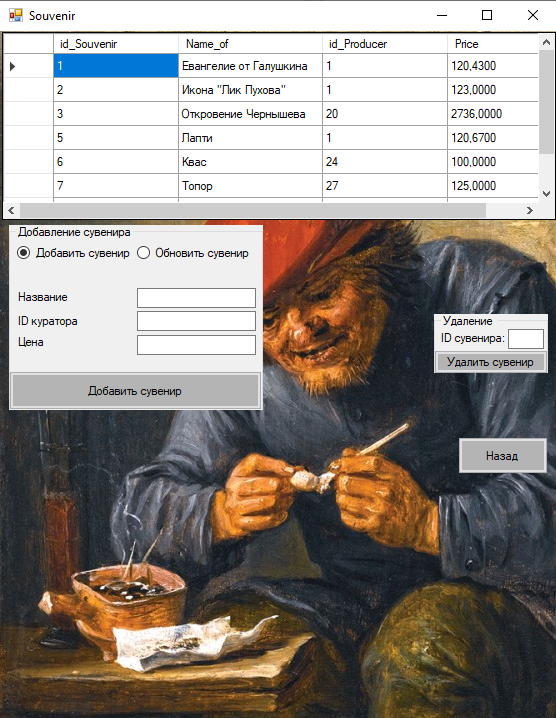 Souvenir
id_Souvenir Name_of id_Producer Price
1 Евангелие от Галушкина 1 120,4300
2 Икона "Лик Пухова" 1 123,0000
3 Откровение Чернышева 20 2736,0000
5 Лапти 1 120,6700
6 Квас 24 100,0000
7 Топор 27 125,0000
Добавление сувенира
Добавить сувенир Обновить сувенир
Название
ID куратора
Цена
Добавить сувенир
Удаление
ID сувенира:
Удалить сувенир
Назад